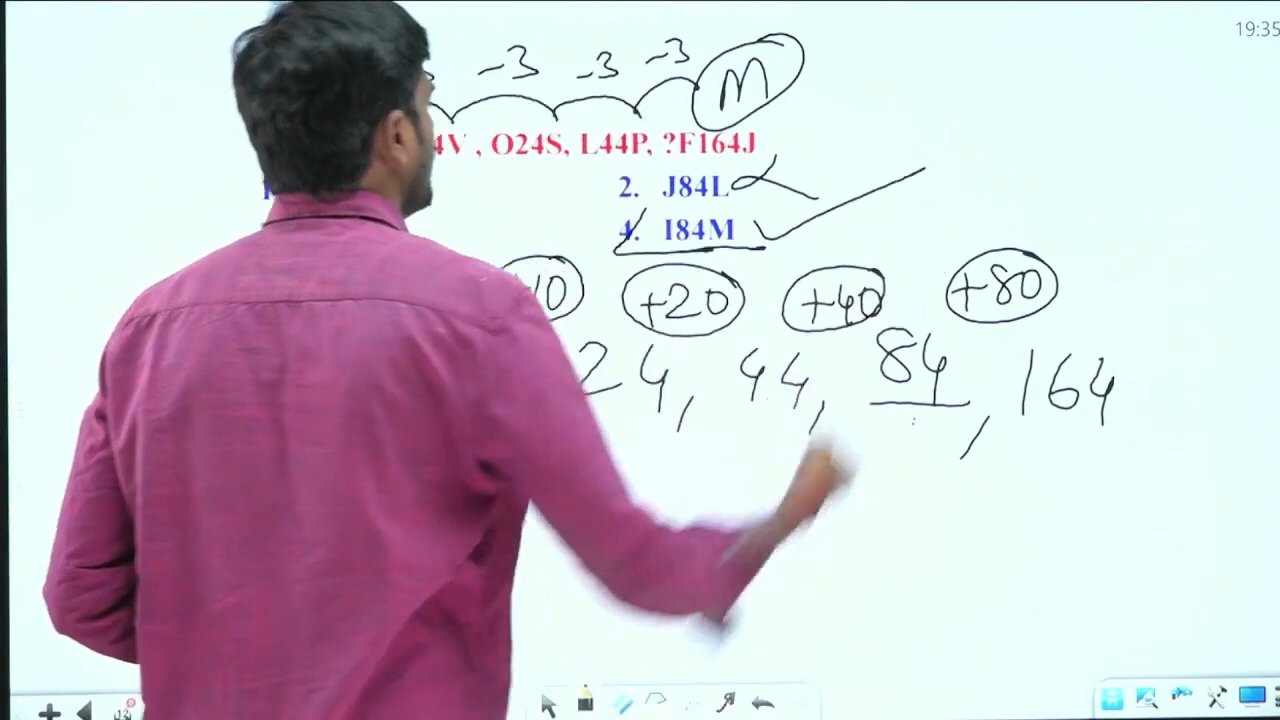 19:35
-3 -3 -3 M
4V , O24S, L44P, ?F164J
2. J84L
4. I84M
+20 +40 +80
24, 44, 84, 164